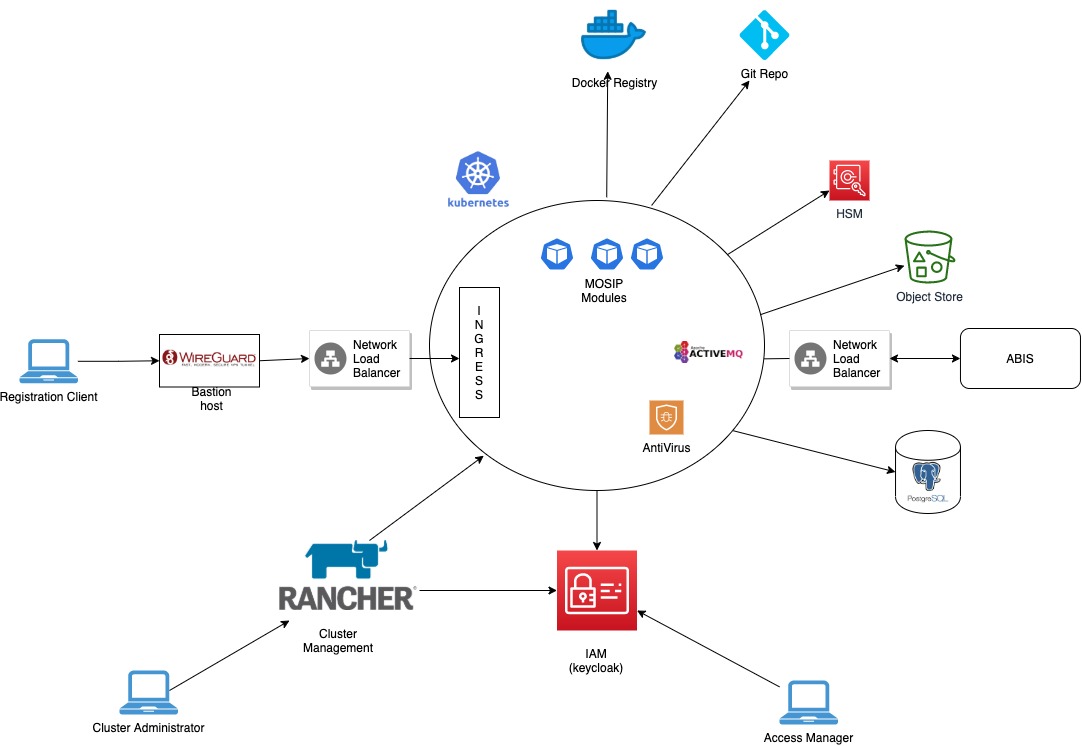 Docker Registry
Git Repo
kubernetes
HSM
MOSIP
Modules
Object Store
INGRESS
Registration Client
WIREGUARD
FAST, MODERN, SECURE VPN TUNNEL
Bastion
host
Network
Load
Balancer
Apache
ACTIVEMQ
Network
Load
Balancer
ABIS
AntiVirus
PostgreSQL
RANCHER
Cluster
Management
IAM
(keycloak)
Cluster Administrator
Access Manager